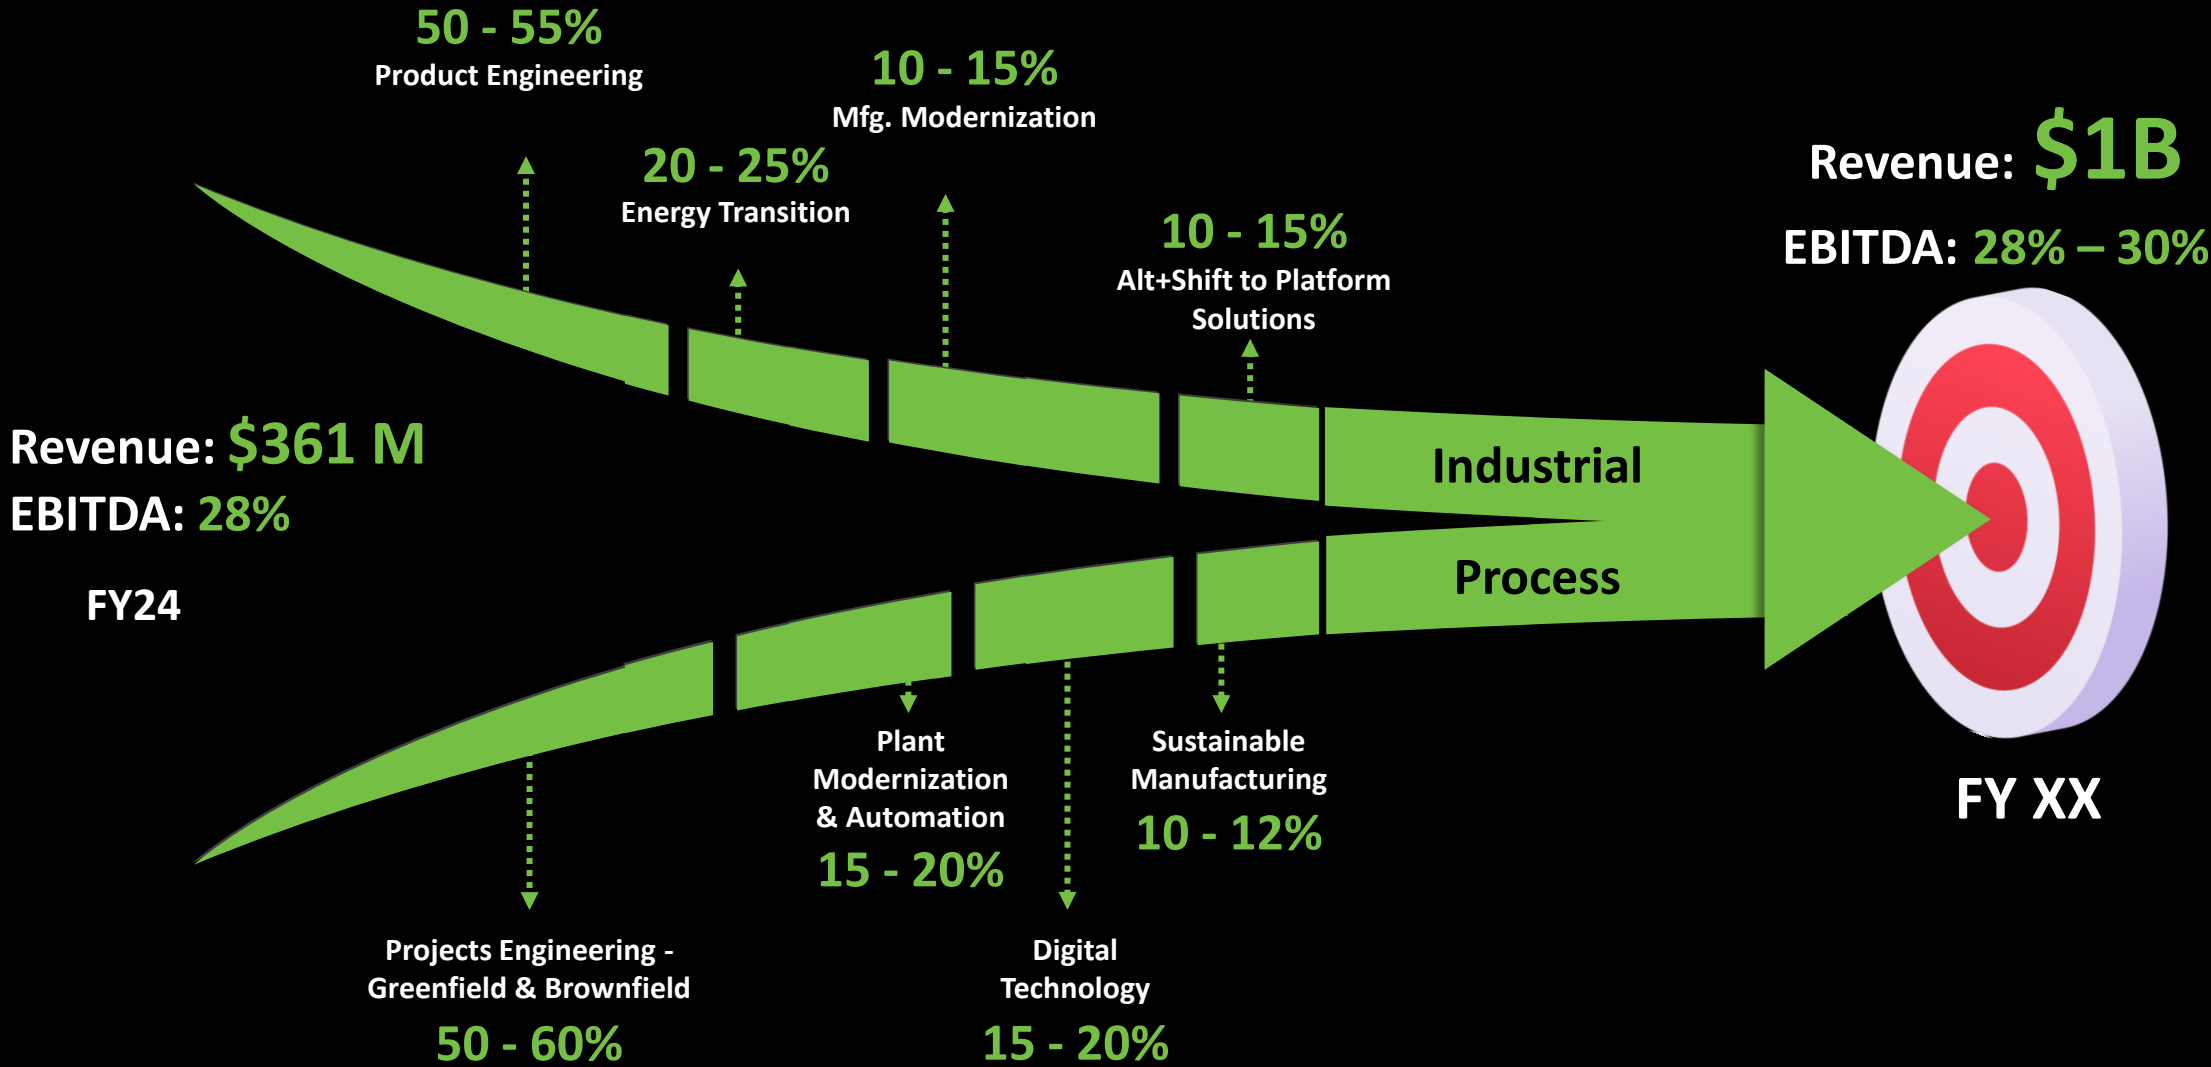 50 - 55%
Product Engineering
10 - 15%
Mfg. Modernization
20 - 25%
Energy Transition
10 - 15%
Alt+Shift to Platform
Solutions
Revenue: $1B
EBITDA: 28% – 30%
Revenue: $361 M
EBITDA: 28%
FY24
Industrial
Process
FY XX
Plant
Modernization
& Automation
15 - 20%
Sustainable
Manufacturing
10 - 12%
Projects Engineering -
Greenfield & Brownfield
50 - 60%
Digital
Technology
15 - 20%